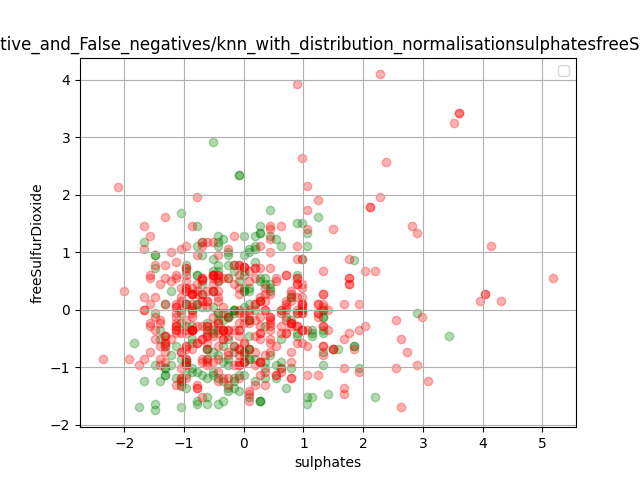 tive_and_False_negatives/knn_with_distribution_normalisationsulphatesfreeS
4
3
2
1
0
−1
−2
freeSulfurDioxide
−2 −1 0 1 2 3 4 5
sulphates